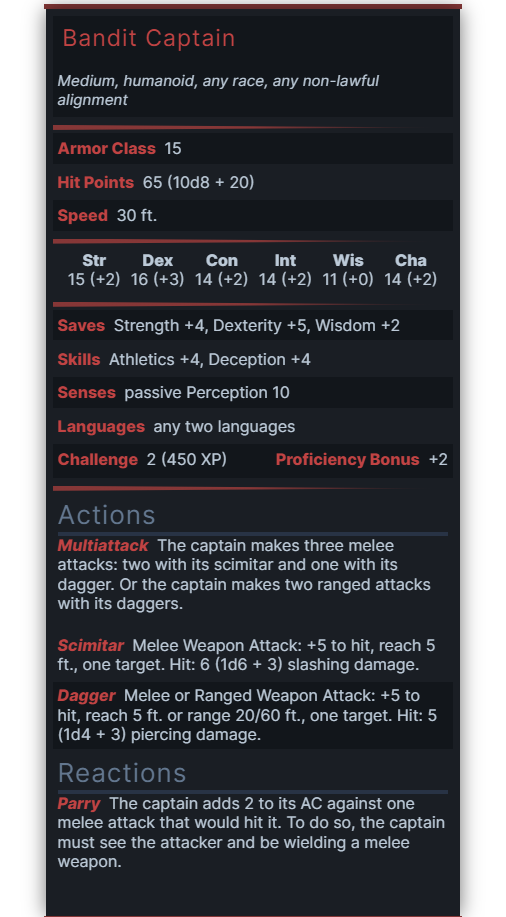 Bandit Captain
Medium, humanoid, any race, any non-lawful
alignment
Armor Class 15
Hit Points 65 (10d8 + 20)
Speed 30 ft.
Str Dex Con Int Wis Cha
15 (+2) 16 (+3) 14 (+2) 14 (+2) 11 (+0) 14 (+2)
Saves Strength +4, Dexterity +5, Wisdom +2
Skills Athletics +4, Deception +4
Senses passive Perception 10
Languages any two languages
Challenge 2 (450 XP) Proficiency Bonus +2
Actions
Multiattack The captain makes three melee
attacks: two with its scimitar and one with its
dagger. Or the captain makes two ranged attacks
with its daggers.
Scimitar Melee Weapon Attack: +5 to hit, reach 5
ft., one target. Hit: 6 (1d6 + 3) slashing damage.
Dagger Melee or Ranged Weapon Attack: +5 to
hit, reach 5 ft. or range 20/60 ft., one target. Hit: 5
(1d4 + 3) piercing damage.
Reactions
Parry The captain adds 2 to its AC against one
melee attack that would hit it. To do so, the captain
must see the attacker and be wielding a melee
weapon.